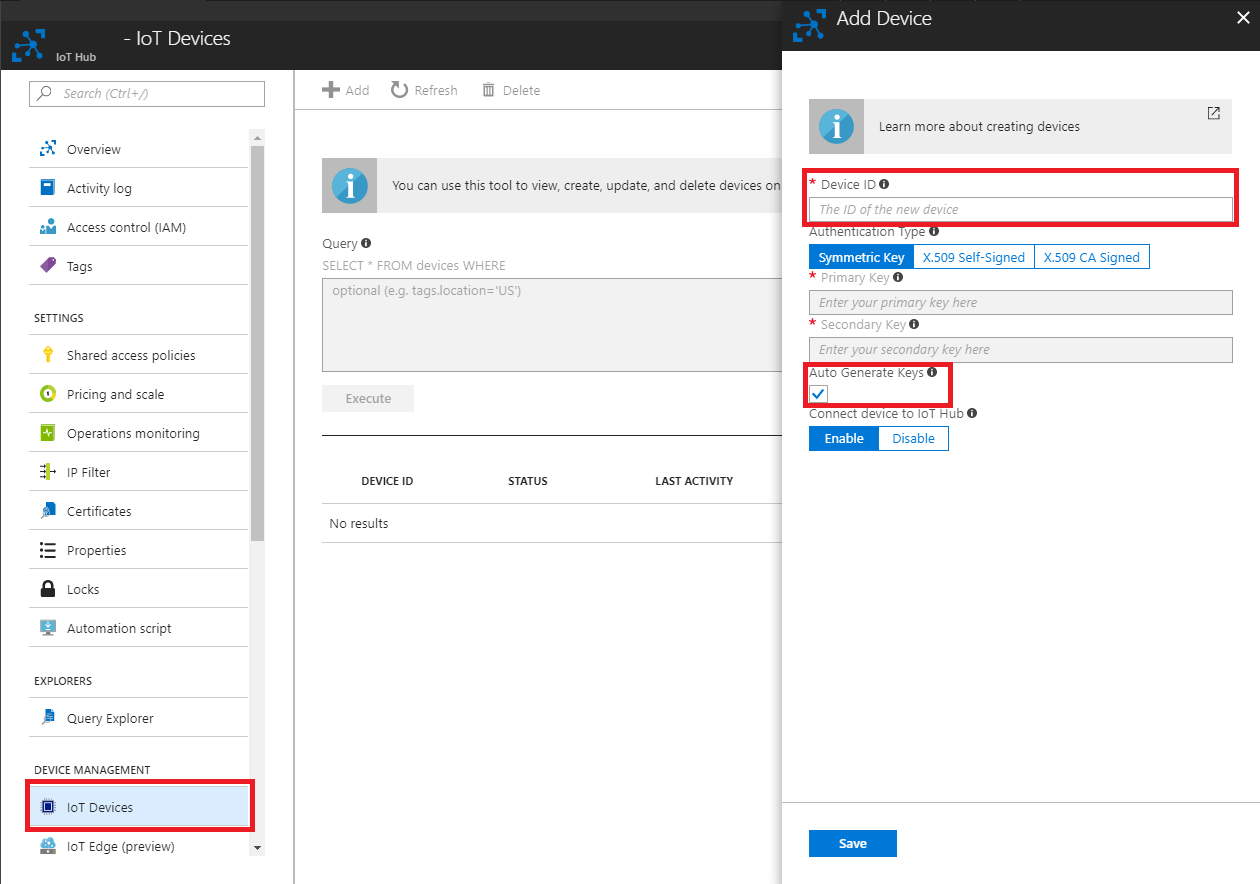 - IoT Devices
IoT Hub
Search (Ctrl+/)
Overview
Activity log
Access control (IAM)
Tags
SETTINGS
Shared access policies
Pricing and scale
Operations monitoring
IP Filter
Certificates
Properties
Locks
Automation script
EXPLORERS
Query Explorer
DEVICE MANAGEMENT
IoT Devices
IoT Edge (preview)
Add Refresh Delete
You can use this tool to view, create, update, and delete devices on
Query
SELECT * FROM devices WHERE
optional (e.g. tags.location='US')
Execute
DEVICE ID STATUS LAST ACTIVITY
No results
Add Device
Learn more about creating devices
* Device ID
The ID of the new device
Authentication Type
Symmetric Key X.509 Self-Signed X.509 CA Signed
* Primary Key
Enter your primary key here
* Secondary Key
Enter your secondary key here
Auto Generate Keys
Connect device to IoT Hub
Enable Disable
Save